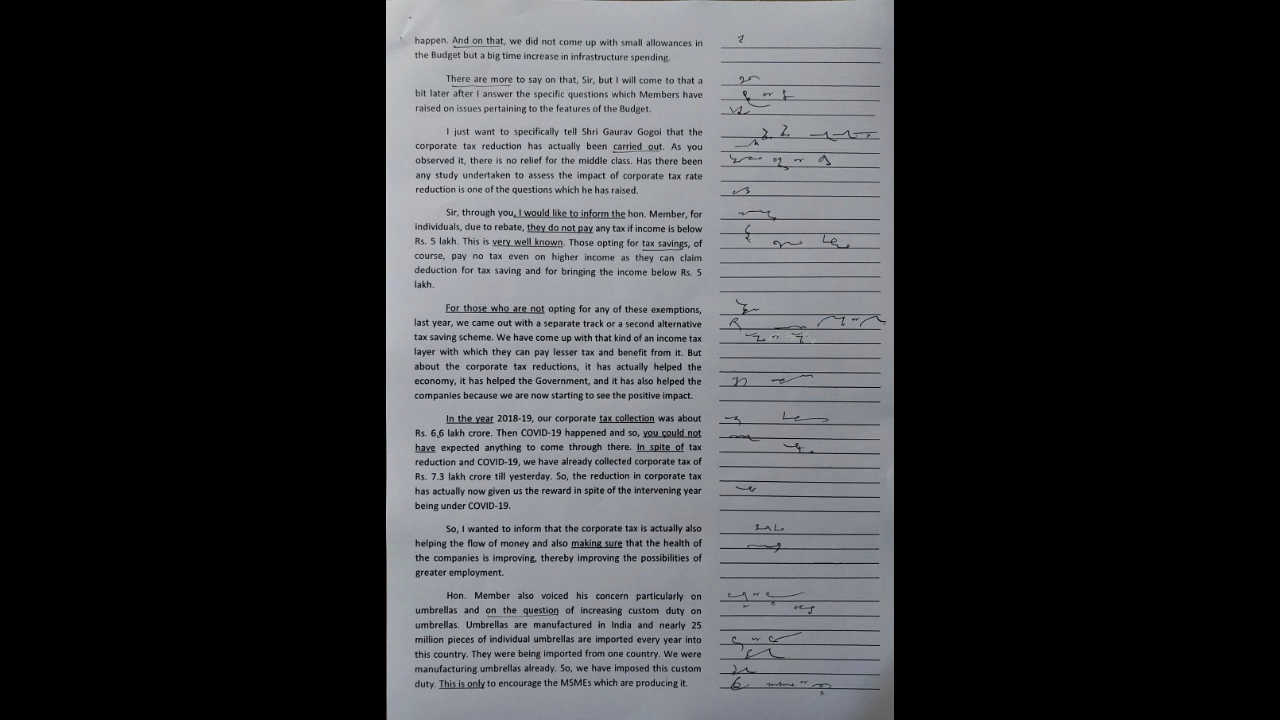 happen. And on that, we did not come up with small allowances in
the Budget but a big time increase in infrastructure spending.
There are more to say on that, Sir, but I will come to that a
bit later after I answer the specific questions which Members have
raised on issues pertaining to the features of the Budget.
I just want to specifically tell Shri Gaurav Gogoi that the
corporate tax reduction has actually been carried out. As you
observed it, there is no relief for the middle class. Has there been
any study undertaken to assess the impact of corporate tax rate
reduction is one of the questions which he has raised.
Sir, through you, I would like to inform the hon. Member, for
individuals, due to rebate, they do not pay any tax if income is below
Rs. 5 lakh. This is very well known. Those opting for tax savings, of
course, pay no tax even on higher income as they can claim
deduction for tax saving and for bringing the income below Rs. 5
lakh.
For those who are not opting for any of these exemptions,
last year, we came out with a separate track or a second alternative
tax saving scheme. We have come up with that kind of an income tax
layer with which they can pay lesser tax and benefit from it. But
about the corporate tax reductions, it has actually helped the
economy, it has helped the Government, and it has also helped the
companies because we are now starting to see the positive impact.
In the year 2018-19, our corporate tax collection was about
Rs. 6,6 lakh crore. Then COVID-19 happened and so, you could not
have expected anything to come through there. In spite of tax
reduction and COVID-19, we have already collected corporate tax of
Rs. 7.3 lakh crore till yesterday. So, the reduction in corporate tax
has actually now given us the reward in spite of the intervening year
being under COVID-19.
So, I wanted to inform that the corporate tax is actually also
helping the flow of money and also making sure that the health of
the companies is improving, thereby improving the possibilities of
greater employment.
Hon. Member also voiced his concern particularly on
umbrellas and on the question of increasing custom duty on
umbrellas. Umbrellas are manufactured in India and nearly 25
million pieces of individual umbrellas are imported every year into
this country. They were being imported from one country. We were
manufacturing umbrellas already. So, we have imposed this custom
duty. This is only to encourage the MSMEs which are producing it.